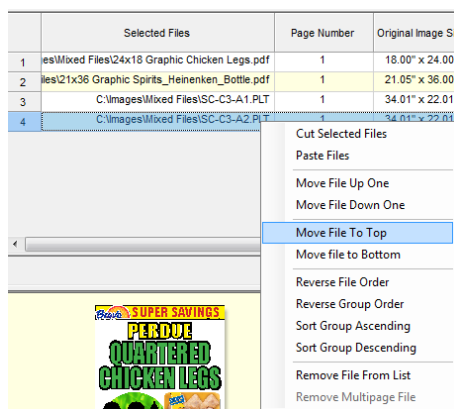 Selected Files Page Number Original Image S
1 es\Mixed Files\24x18 Graphic Chicken Legs.pdf 1 18.00" x 24.00
2 iles\21x36 Graphic Spirits_Heinenken_Bottle.pdf 1 21.05" x 36.00
3 C:\Images\Mixed Files\SC-C3-A1.PLT 1 34.01" x 22.01
4 C:\Images\Mixed Files\SC-C3-A2.PLT 1 34.01" x 22.01
Cut Selected Files
Paste Files
Move File Up One
Move File Down One
Move File To Top
Move file to Bottom
Reverse File Order
Reverse Group Order
Sort Group Ascending
Sort Group Descending
Remove File From List
Remove Multipage File
Bravo SUPER SAVINGS
PERDUE
QUARTERED
CHICKEN LEGS